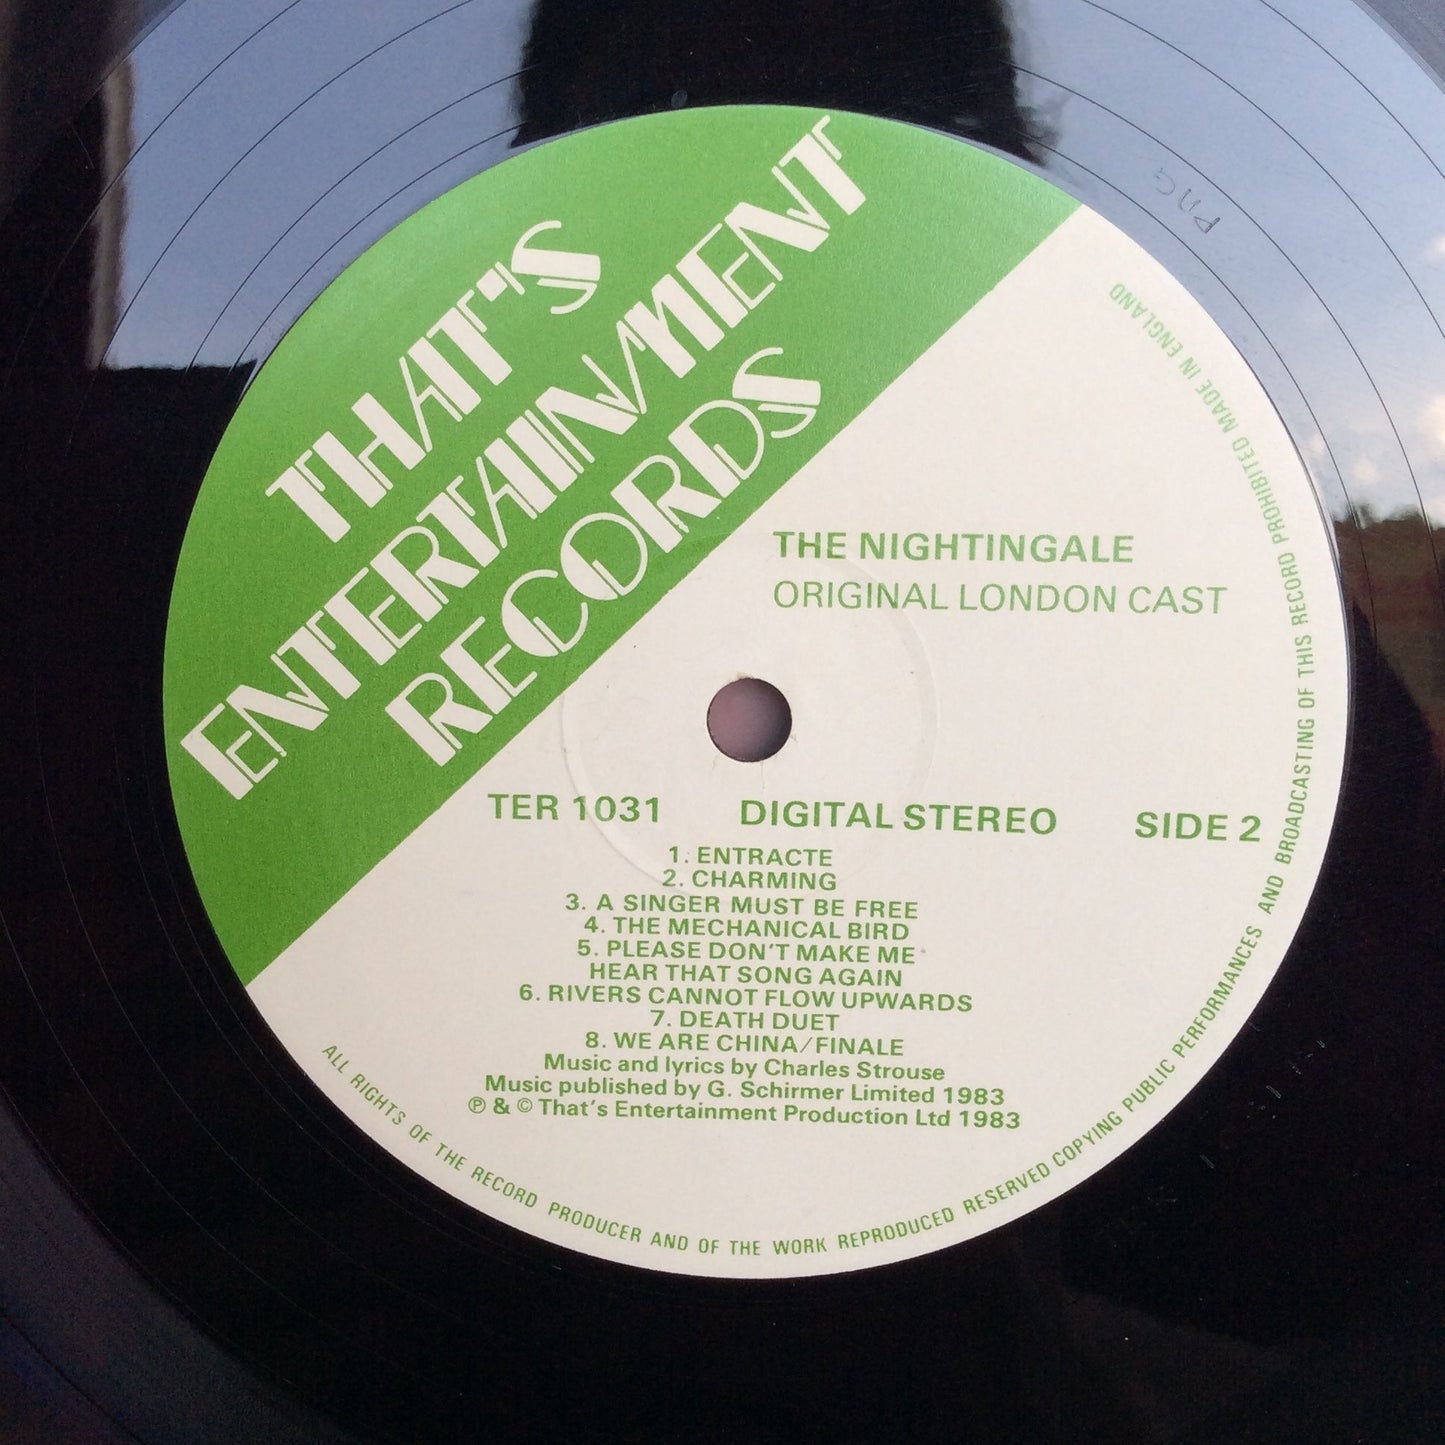 THAT'S
ENTERTAINMENT
RECORDS
THE NIGHTINGALE
ORIGINAL LONDON CAST
TER 1031 DIGITAL STEREO SIDE 2
1. ENTRACTE
2. CHARMING
3. A SINGER MUST BE FREE
4. THE MECHANICAL BIRD
5. PLEASE DON'T MAKE ME
HEAR THAT SONG AGAIN
6. RIVERS CANNOT FLOW UPWARDS
7. DEATH DUET
8. WE ARE CHINA/FINALE
Music and lyrics by Charles Strouse
Music published by G. Schirmer Limited 1983
℗ & © That's Entertainment Production Ltd 1983
ALL RIGHTS OF THE RECORD PRODUCER AND OF THE WORK REPRODUCED RESERVED COPYING PUBLIC PERFORMANCES AND BROADCASTING OF THIS RECORD PROHIBITED MADE IN ENGLAND